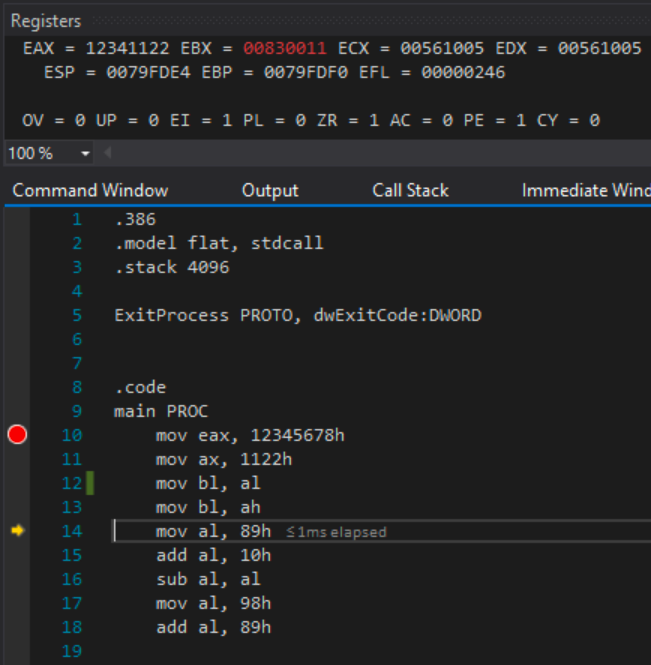 Registers
EAX = 12341122 EBX = 00830011 ECX = 00561005 EDX = 00561005
ESP = 0079FDE4 EBP = 0079FDF0 EFL = 00000246
OV = 0 UP = 0 EI = 1 PL = 0 ZR = 1 AC = 0 PE = 1 CY = 0
100 %
Command Window Output Call Stack Immediate Wind
1 .386
2 .model flat, stdcall
3 .stack 4096
4
5 ExitProcess PROTO, dwExitCode:DWORD
6
7
8 .code
9 main PROC
10 mov eax, 12345678h
11 mov ax, 1122h
12 mov bl, al
13 mov bl, ah
14 mov al, 89h ≤1ms elapsed
15 add al, 10h
16 sub al, al
17 mov al, 98h
18 add al, 89h
19